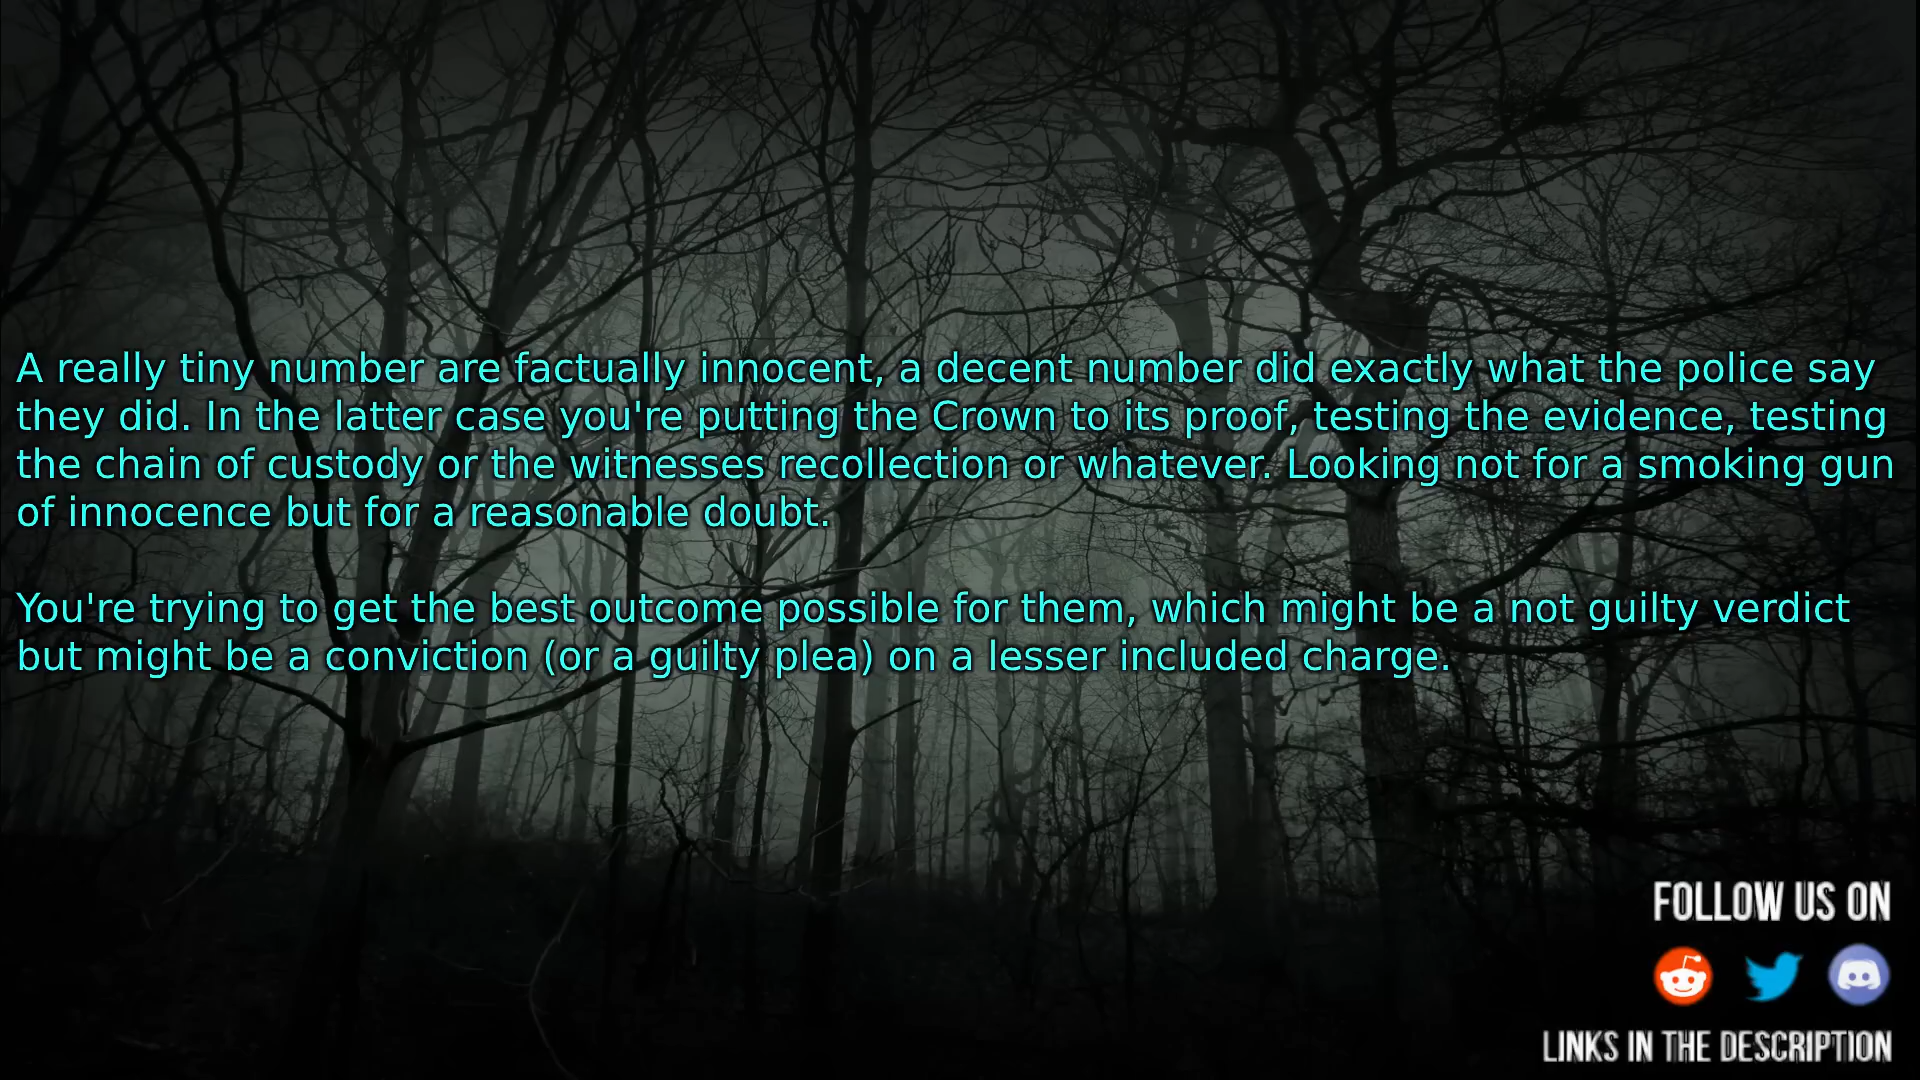 A really tiny number are factually innocent, a decent number did exactly what the police say
they did. In the latter case you're putting the Crown to its proof, testing the evidence, testing
the chain of custody or the witnesses recollection or whatever. Looking not for a smoking gun
of innocence but for a reasonable doubt.
You're trying to get the best outcome possible for them, which might be a not guilty verdict
but might be a conviction (or a guilty plea) on a lesser included charge.
FOLLOW US ON
LINKS IN THE DESCRIPTION